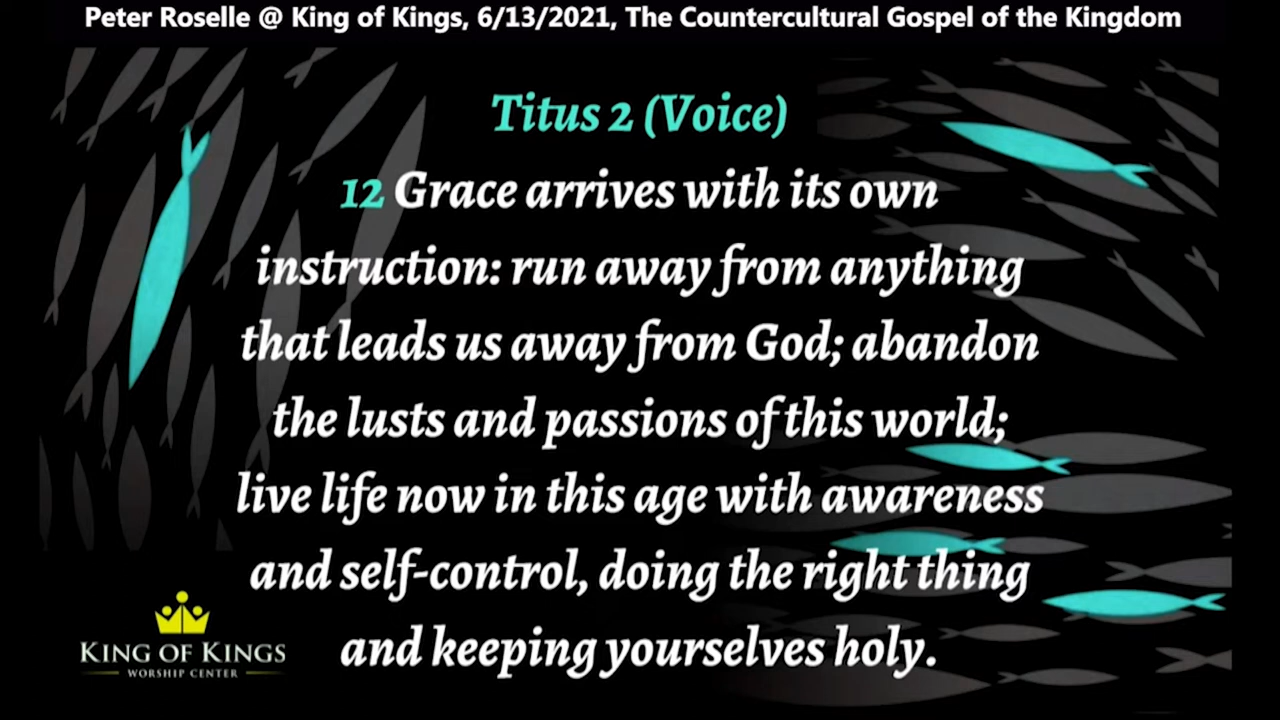 Peter Roselle @ King of Kings, 6/13/2021, The Countercultural Gospel of the Kingdom
Titus 2 (Voice)
12 Grace arrives with its own
instruction: run away from anything
that leads us away from God; abandon
the lusts and passions of this world;
live life now in this age with awareness
and self-control, doing the right thing
and keeping yourselves holy.
KING OF KINGS
WORSHIP CENTER